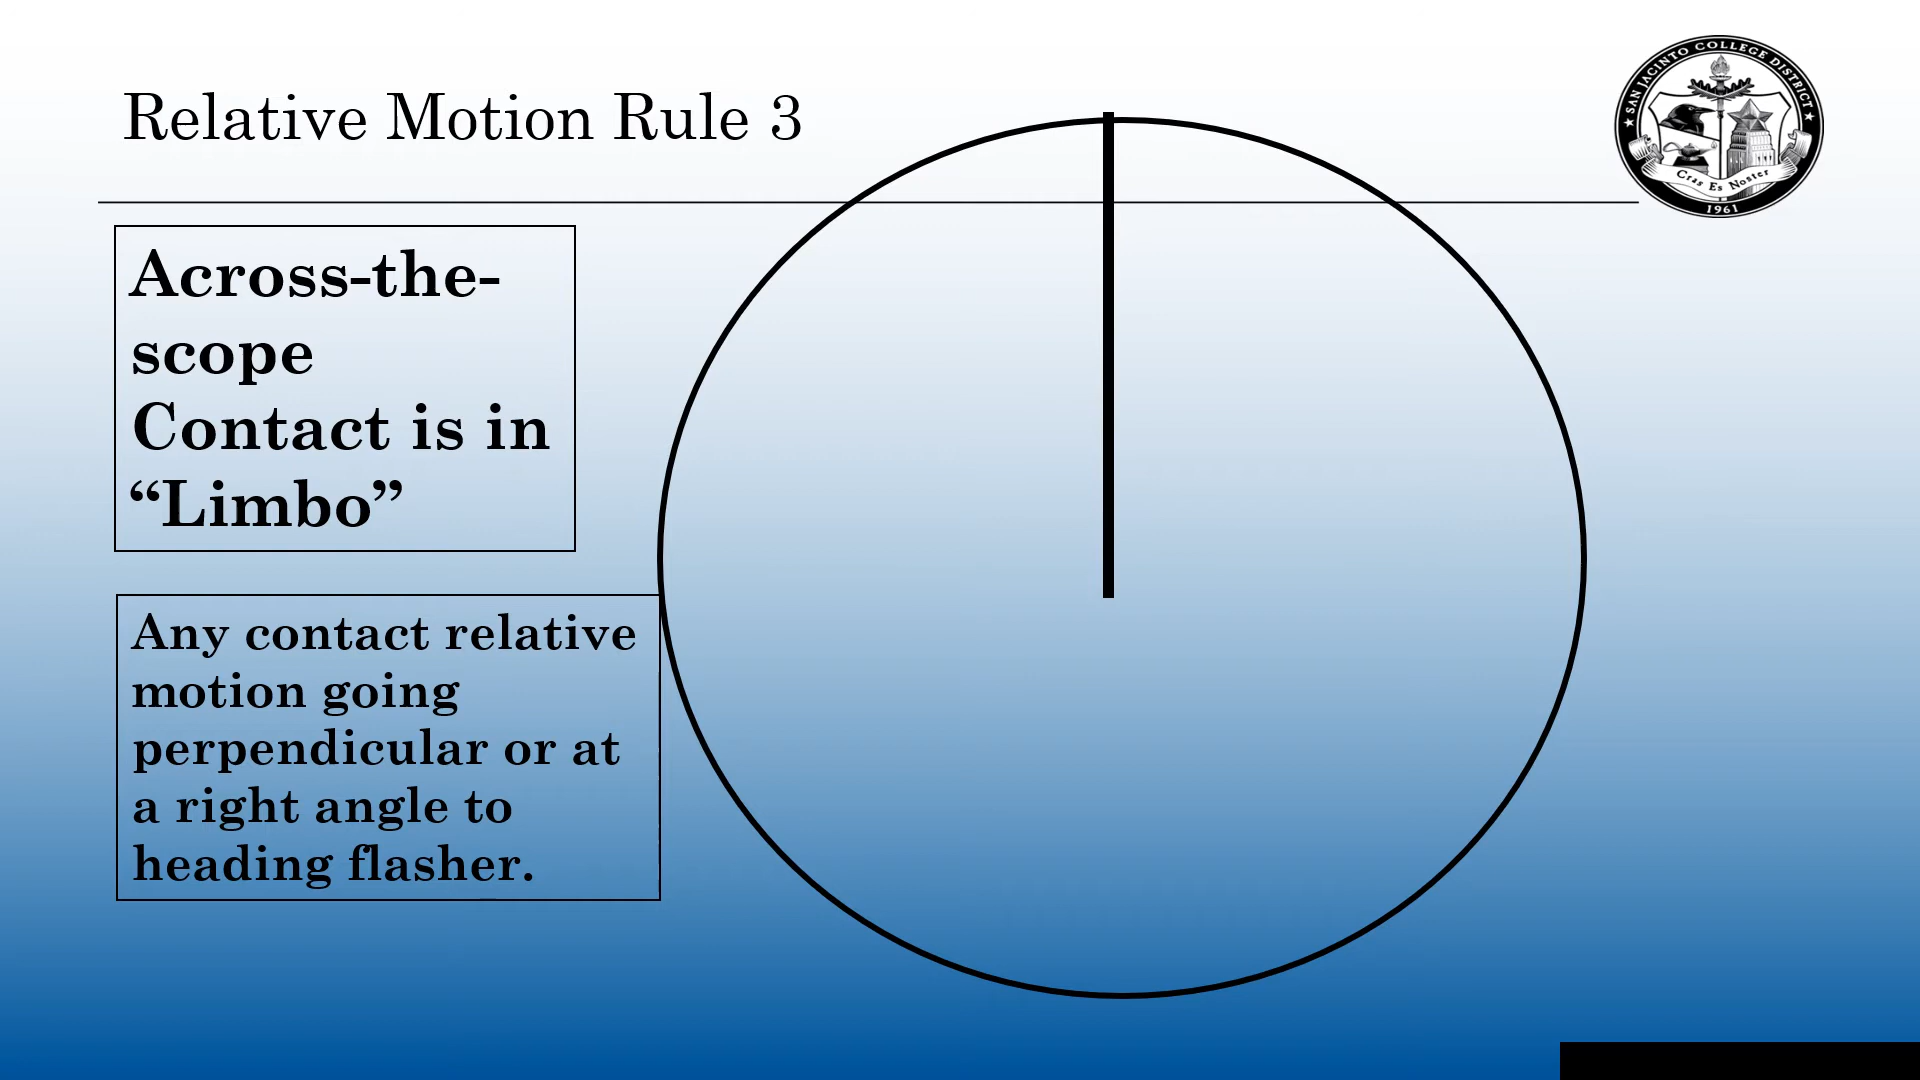 Relative Motion Rule 3
SAN JACINTO COLLEGE DISTRICT
Cras Es Noster
1961
Across-the-
scope
Contact is in
“Limbo”
Any contact relative
motion going
perpendicular or at
a right angle to
heading flasher.